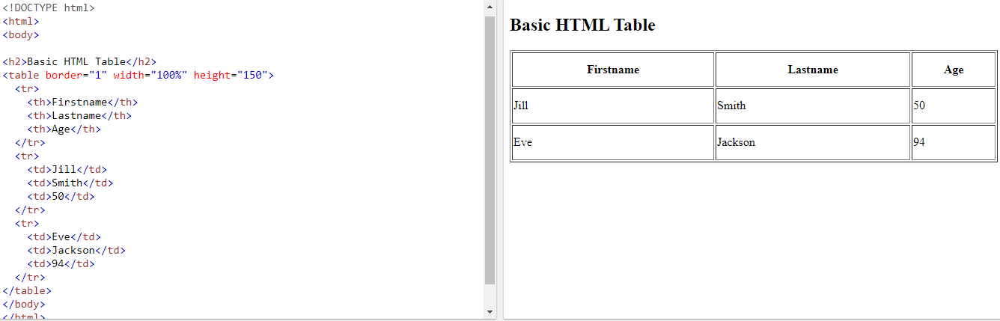 <!DOCTYPE html>
<html>
<body>

<h2>Basic HTML Table</h2>
<table border="1" width="100%" height="150">
  <tr>
    <th>Firstname</th>
    <th>Lastname</th>
    <th>Age</th>
  </tr>
  <tr>
    <td>Jill</td>
    <td>Smith</td>
    <td>50</td>
  </tr>
  <tr>
    <td>Eve</td>
    <td>Jackson</td>
    <td>94</td>
  </tr>
</table>
</body>
</html>
Basic HTML Table
Firstname Lastname Age
Jill Smith 50
Eve Jackson 94